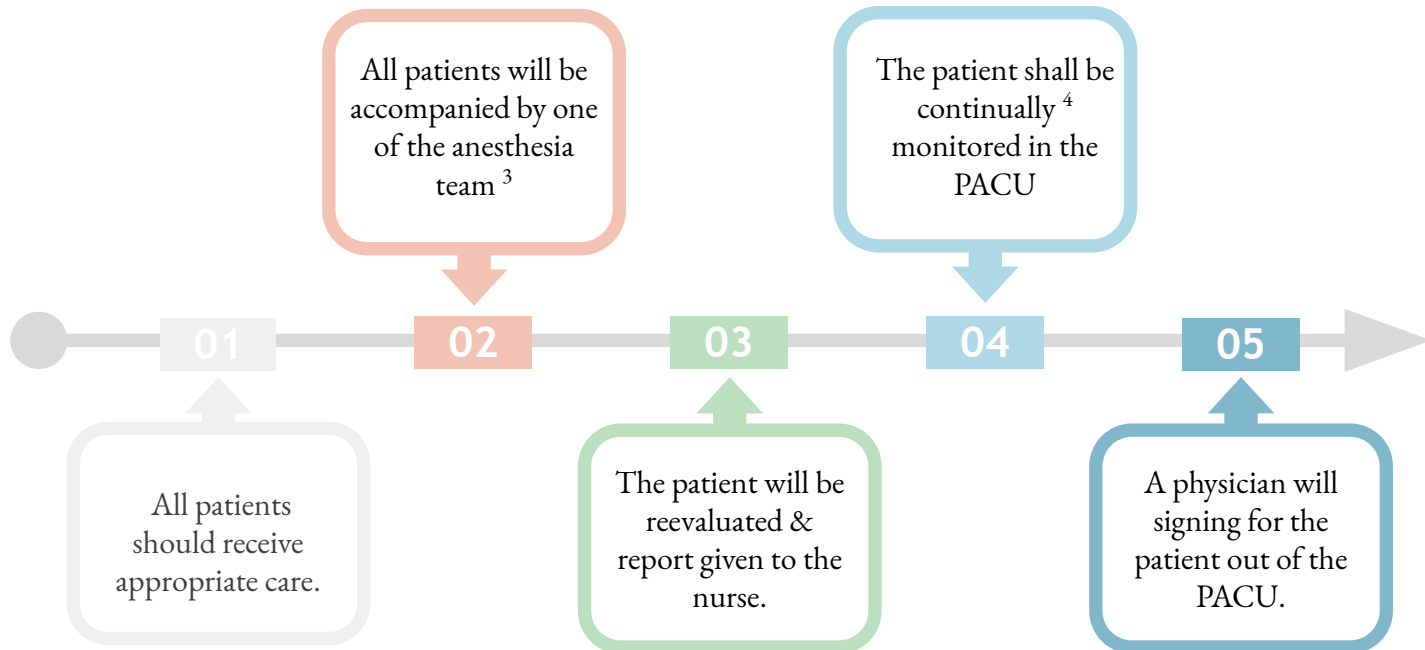 01
All patients
should receive
appropriate care.
02
All patients will be
accompanied by one
of the anesthesia
team ³
03
The patient will be
reevaluated &
report given to the
nurse.
04
The patient shall be
continually ⁴
monitored in the
PACU
05
A physician will
signing for the
patient out of the
PACU.